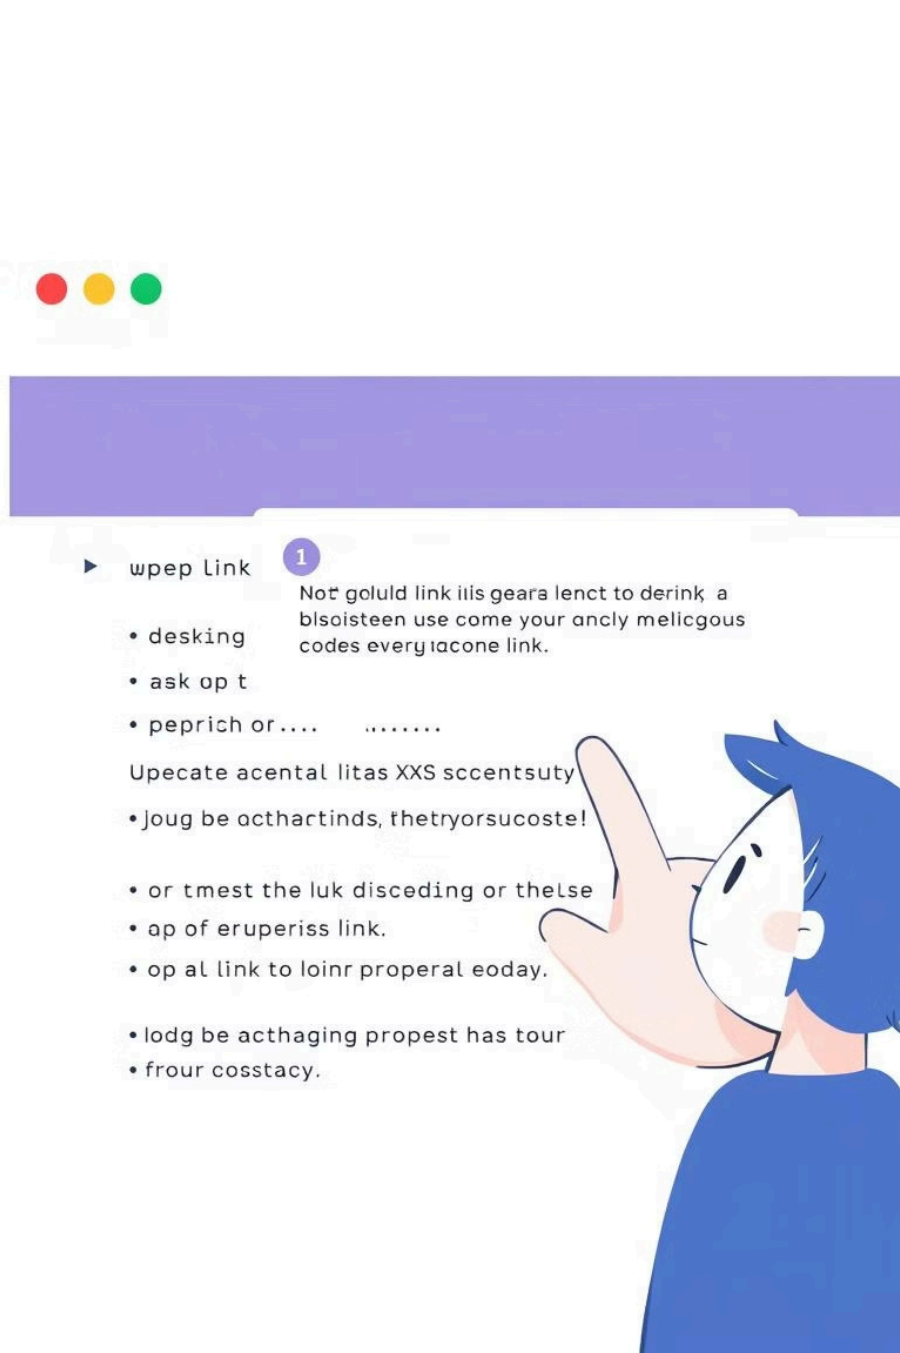 wpep link
1
Not goluld link ilis geara lenct to derink a
blsoisteen use come your ancly melicgous
codes every iacone link.
• desking
• ask op t
• peprich or.... ........
Upecate acental litas XXS sccentsuty
• joug be octhartinds, thetryorsucoste!
• or tmest the luk disceding or thelse
• ap of eruperiss link.
• op al link to loinr properal eoday.
• lodg be acthaging propest has tour
• frour cosstacy.